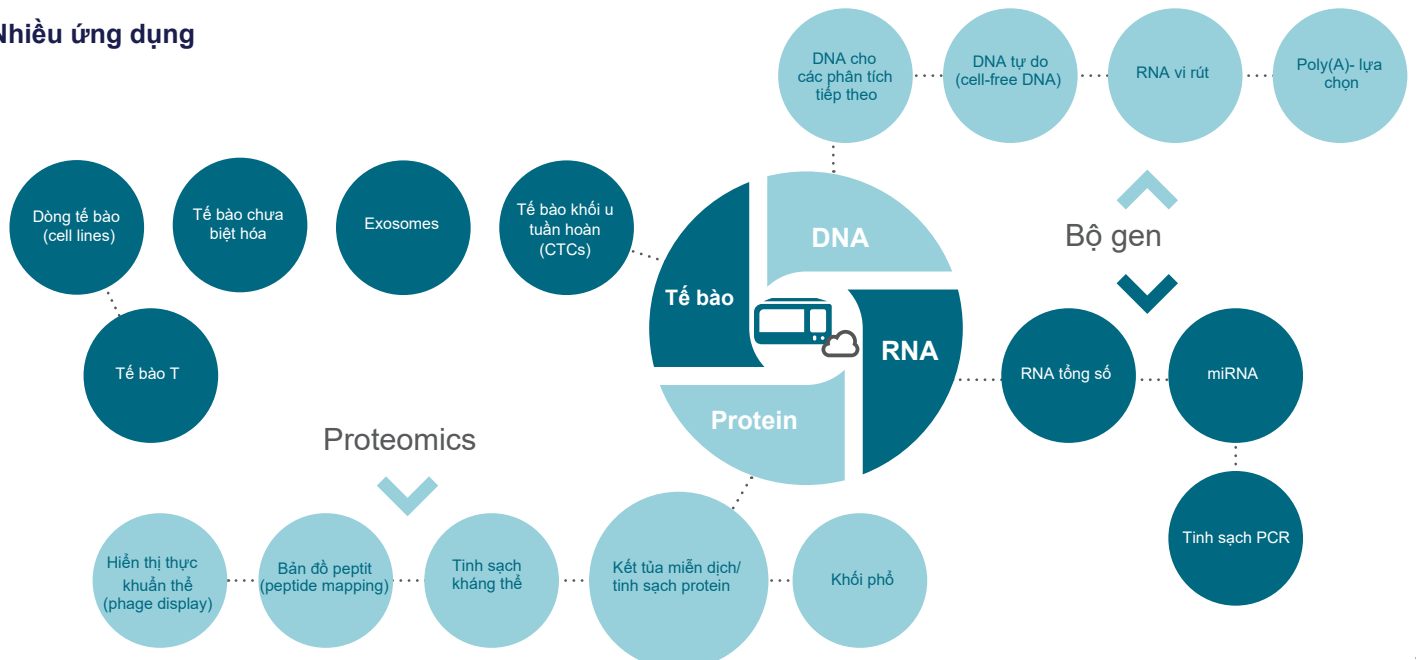 Nhiều ứng dụng
DNA cho
các phân tích
tiếp theo
DNA tự do
(cell-free DNA)
RNA vi rút
Poly(A)- lựa
chọn
Dòng tế bào
(cell lines)
Tế bào chưa
biệt hóa
Exosomes
Tế bào khối u
tuần hoàn
(CTCs)
DNA
Bộ gen
Tế bào
RNA
Tế bào T
RNA tổng số
miRNA
Protein
Proteomics
Tinh sạch PCR
Hiển thị thực
khuẩn thể
(phage display)
Bản đồ peptit
(peptide mapping)
Tinh sạch
kháng thể
Kết tủa miễn dịch/
tinh sạch protein
Khối phổ